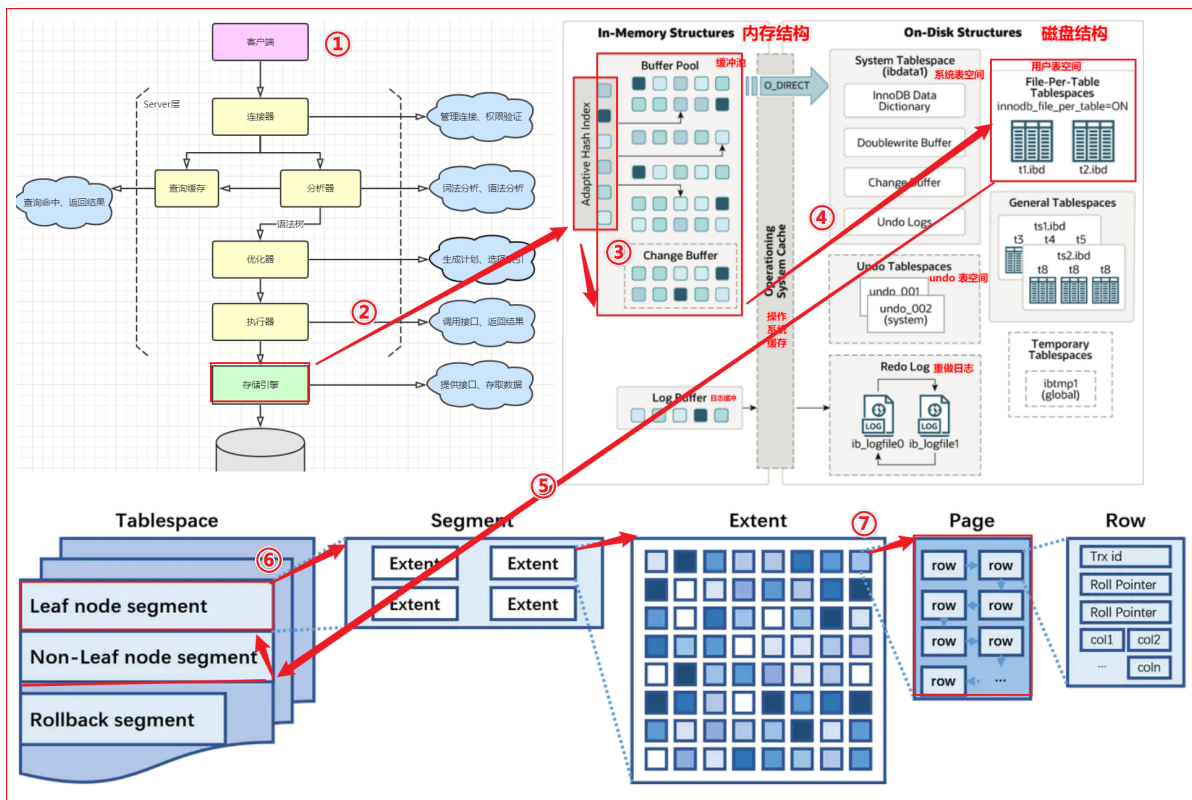 客户端
①
Server层
连接器
管理连接、权限验证
查询缓存
分析器
查询命中、返回结果
词法分析、语法分析
语法树
优化器
生成计划、选择索引
执行器
②
调用接口、返回结果
存储引擎
提供接口、存取数据
In-Memory Structures
内存结构
Buffer Pool
缓冲池
Adaptive Hash Index
③
Change Buffer
Log Buffer
日志缓冲
O_DIRECT
Operationing
System Cache
操作
系统
缓存
On-Disk Structures
磁盘结构
System Tablespace
(ibdata1)
系统表空间
InnoDB Data
Dictionary
Doublewrite Buffer
Change Buffer
Undo Logs
④
用户表空间
File-Per-Table
Tablespaces
innodb_file_per_table=ON
t1.ibd
t2.ibd
General Tablespaces
ts1.ibd
t3
t4
t5
ts2.ibd
t8
t8
t8
Undo Tablespaces
undo 表空间
undo_001
undo_002
(system)
Temporary
Tablespaces
ibtmp1
(global)
Redo Log
重做日志
LOG
LOG
ib_logfile0
ib_logfile1
⑤
Tablespace
⑥
Leaf node segment
Non-Leaf node segment
Rollback segment
Segment
Extent
Extent
Extent
Extent
Extent
⑦
Page
row
row
row
row
row
row
row
...
Row
Trx id
Roll Pointer
Roll Pointer
col1
col2
...
coln